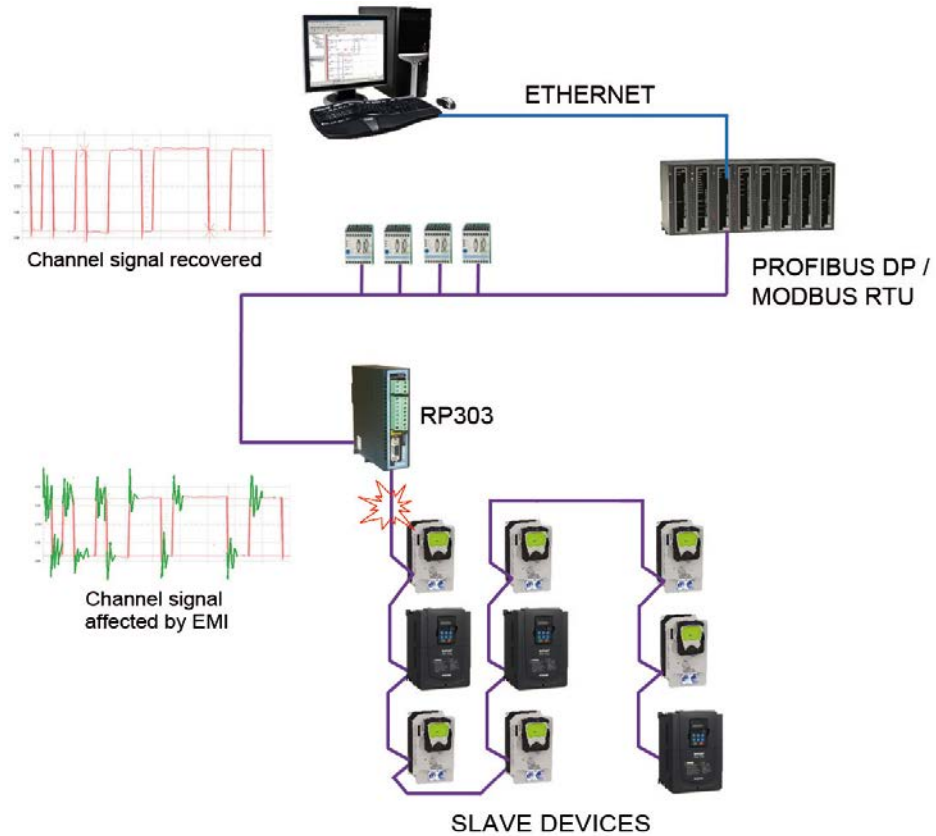 ETHERNET
Channel signal recovered
PROFIBUS DP /
MODBUS RTU
RP303
Channel signal
affected by EMI
SLAVE DEVICES